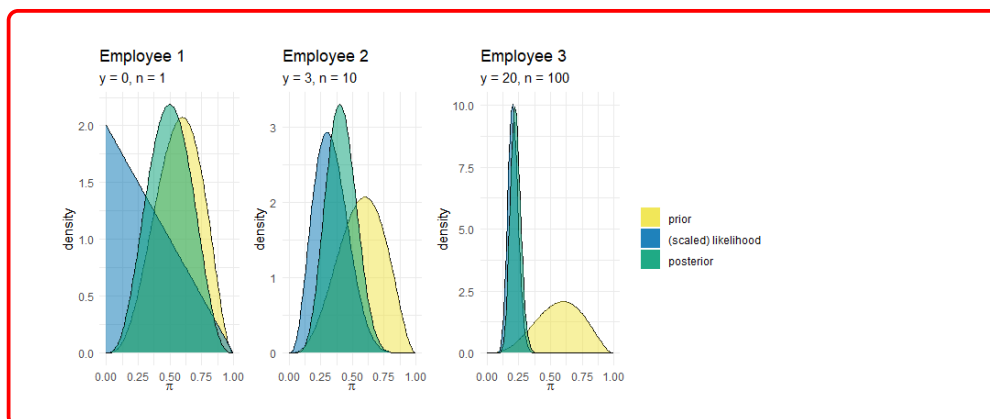 Employee 1
y = 0, n = 1
density
2.0
1.5
1.0
0.5
0.0
0.00 0.25 0.50 0.75 1.00
π
Employee 2
y = 3, n = 10
density
3
2
1
0
0.00 0.25 0.50 0.75 1.00
π
Employee 3
y = 20, n = 100
density
10.0
7.5
5.0
2.5
0.0
0.00 0.25 0.50 0.75 1.00
π
prior
(scaled) likelihood
posterior